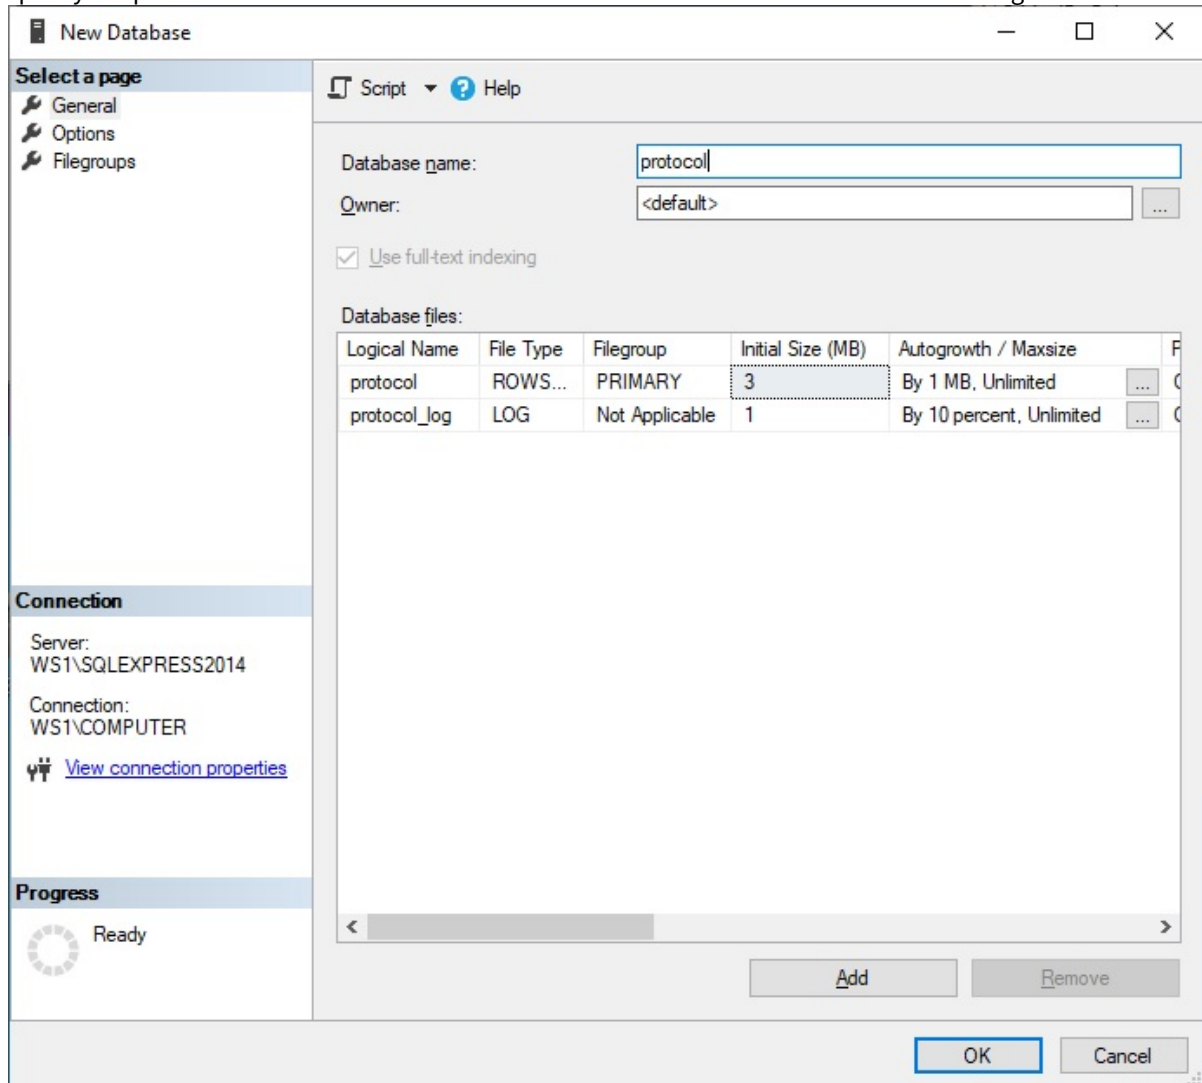 New Database
Select a page
General
Options
Filegroups
Script
Help
Database name:
protocol
Owner:
<default>
...
Use full-text indexing
Database files:
Logical Name File Type Filegroup Initial Size (MB) Autogrowth / Maxsize
protocol ROWS... PRIMARY 3 By 1 MB, Unlimited ...
protocol_log LOG Not Applicable 1 By 10 percent, Unlimited ...
Connection
Server:
WS1\SQLEXPRESS2014
Connection:
WS1\COMPUTER
View connection properties
Progress
Ready
Add
Remove
OK
Cancel